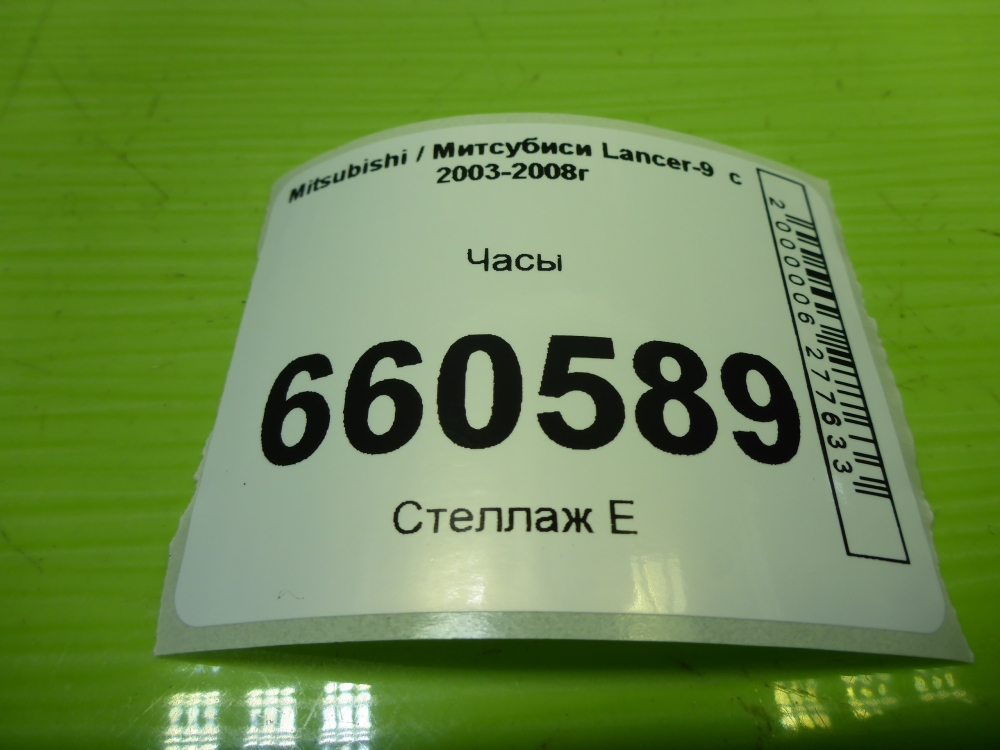 Mitsubishi / Митсубиси Lancer-9 с
2003-2008г
Часы
660589
Стеллаж Е
2000006277633